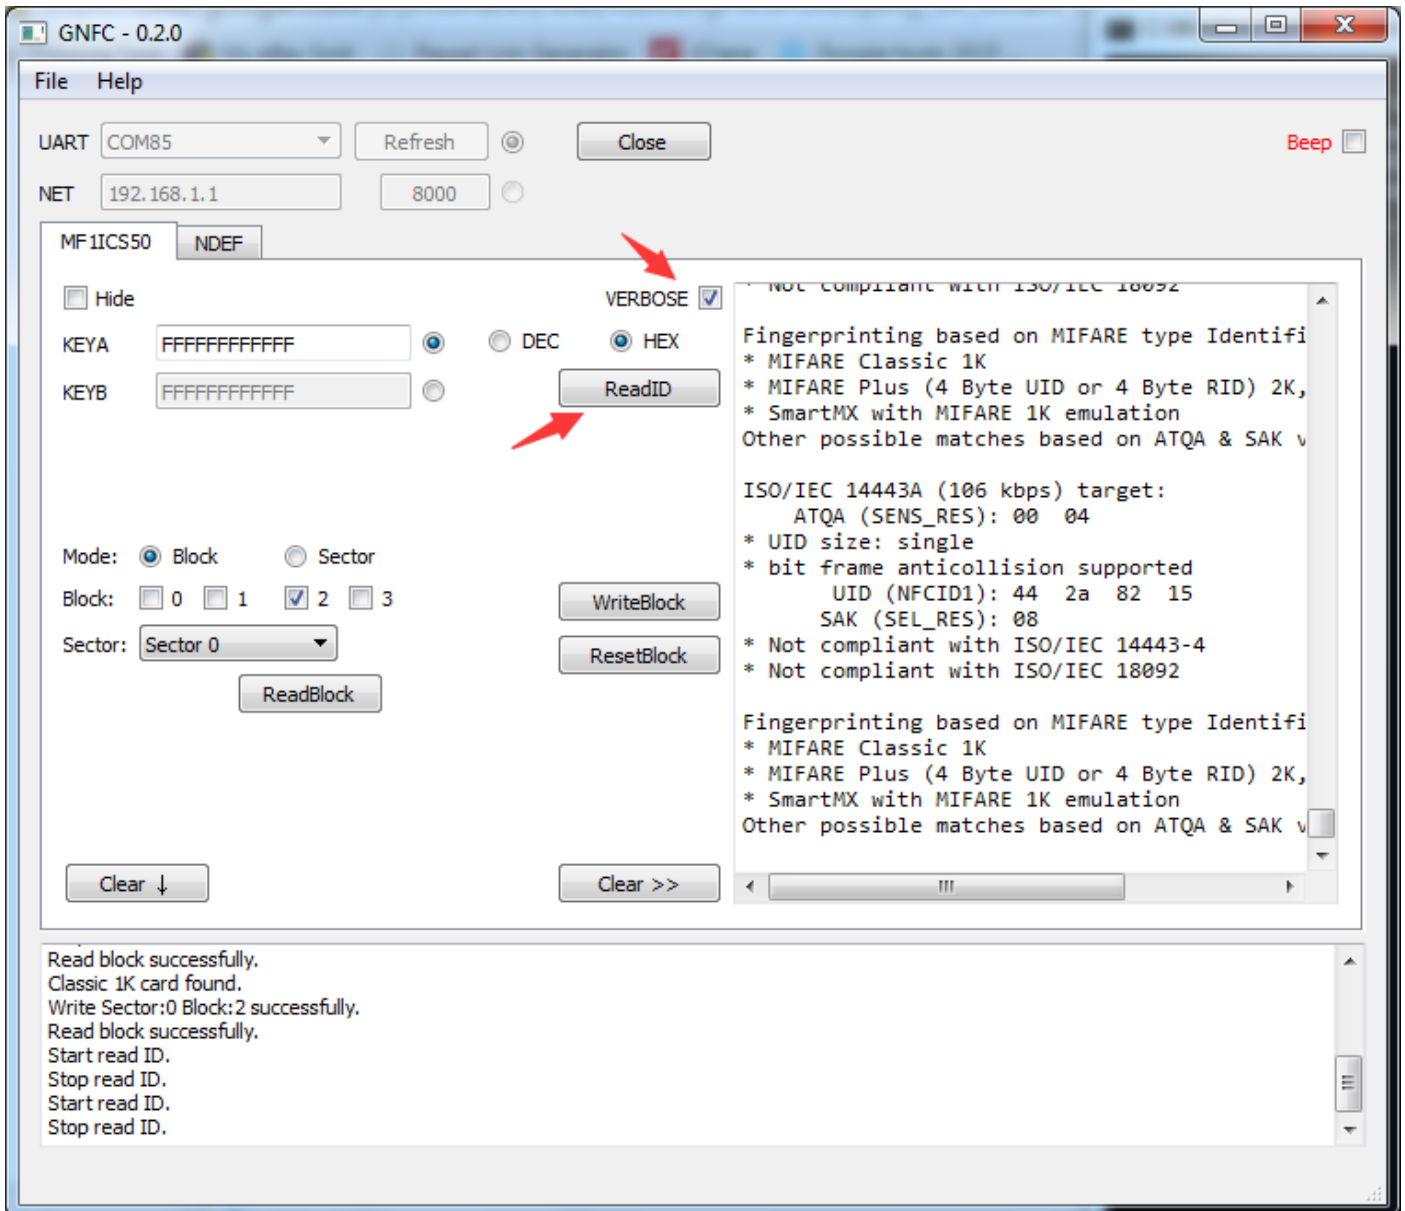 GNFC - 0.2.0
File Help
UART COM85 Refresh Close Beep
NET 192.168.1.1 8000
MF1ICS50 NDEF
Hide VERBOSE
KEYA FFFFFFFFFFFF DEC HEX
KEYB FFFFFFFFFFFF ReadID
Mode: Block Sector
Block: 0 1 2 3 WriteBlock
Sector: Sector 0 ResetBlock
ReadBlock
Clear ↓ Clear >>
* Not compliant with ISO/IEC 18092
Fingerprinting based on MIFARE type Identifi
* MIFARE Classic 1K
* MIFARE Plus (4 Byte UID or 4 Byte RID) 2K,
* SmartMX with MIFARE 1K emulation
Other possible matches based on ATQA & SAK v
ISO/IEC 14443A (106 kbps) target:
ATQA (SENS_RES): 00 04
* UID size: single
* bit frame anticollision supported
UID (NFCID1): 44 2a 82 15
SAK (SEL_RES): 08
* Not compliant with ISO/IEC 14443-4
* Not compliant with ISO/IEC 18092
Fingerprinting based on MIFARE type Identifi
* MIFARE Classic 1K
* MIFARE Plus (4 Byte UID or 4 Byte RID) 2K,
* SmartMX with MIFARE 1K emulation
Other possible matches based on ATQA & SAK v
Read block successfully.
Classic 1K card found.
Write Sector:0 Block:2 successfully.
Read block successfully.
Start read ID.
Stop read ID.
Start read ID.
Stop read ID.